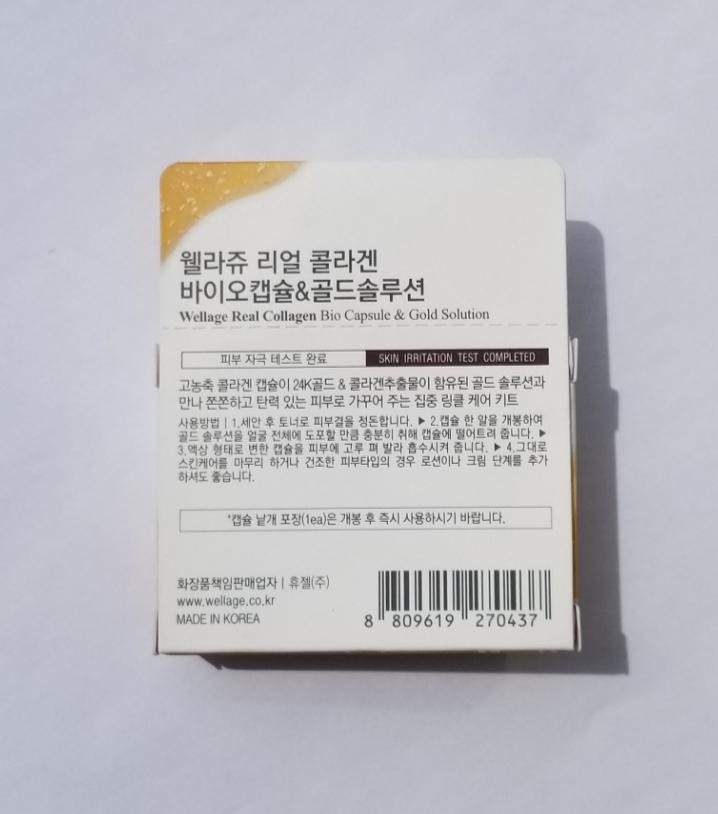 웰라쥬 리얼 콜라겐
바이오캡슐&골드솔루션
Wellage Real Collagen Bio Capsule & Gold Solution
피부 자극 테스트 완료 SKIN IRRITATION TEST COMPLETED
고농축 콜라겐 캡슐이 24K골드 & 콜라겐추출물이 함유된 골드 솔루션과
만나 쫀쫀하고 탄력 있는 피부로 가꾸어 주는 집중 링클 케어 키트
사용방법 | 1.세안 후 토너로 피부결을 정돈합니다. ▶ 2.캡슐 한 알을 개봉하여
골드 솔루션을 얼굴 전체에 도포할 만큼 충분히 취해 캡슐에 떨어트려 줍니다. ▶
3.액상 형태로 변한 캡슐을 피부에 고루 펴 발라 흡수시켜 줍니다. ▶ 4.그대로
스킨케어를 마무리 하거나 건조한 피부타입의 경우 로션이나 크림 단계를 추가
하셔도 좋습니다.
*캡슐 낱개 포장(1ea)은 개봉 후 즉시 사용하시기 바랍니다.
화장품책임판매업자 | 휴젤(주)
www.wellage.co.kr
MADE IN KOREA
8 809619 270437